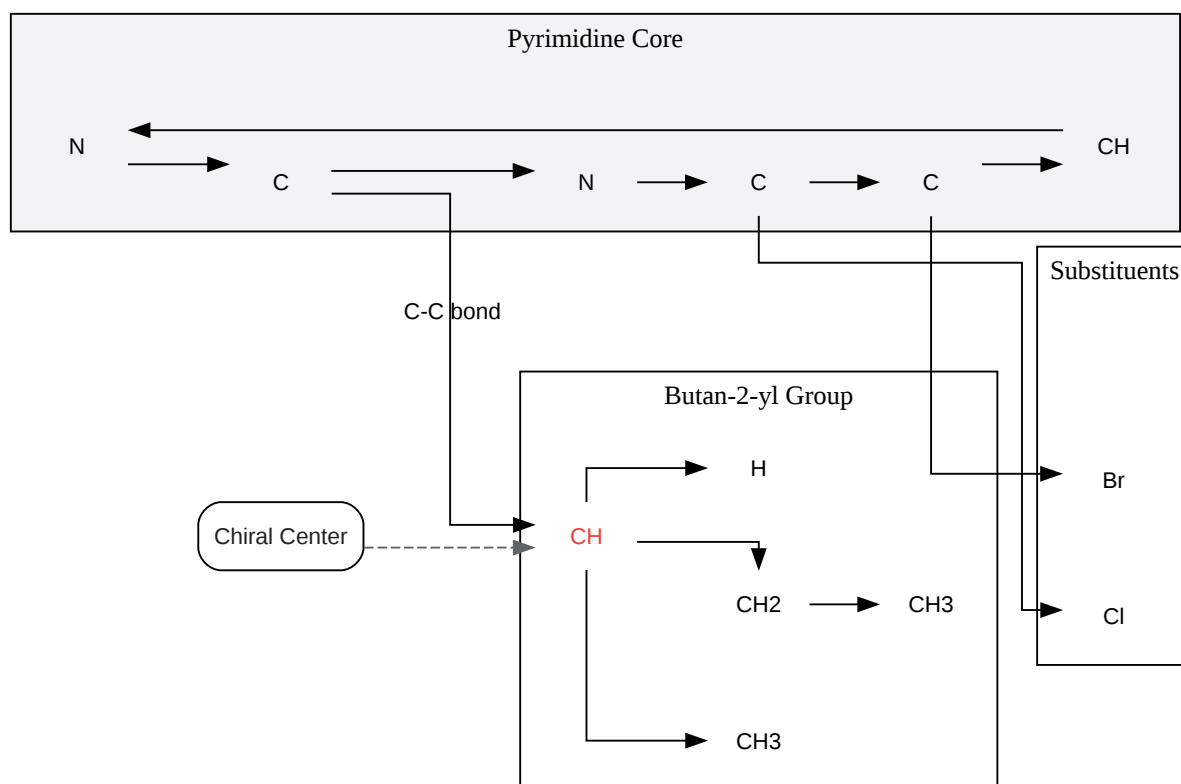 Pyrimidine Core
N
CH
C
N
C
C
Substituents
C-C bond
Butan-2-yl Group
H
Br
Chiral Center
CH
CH2
CH3
Cl
CH3